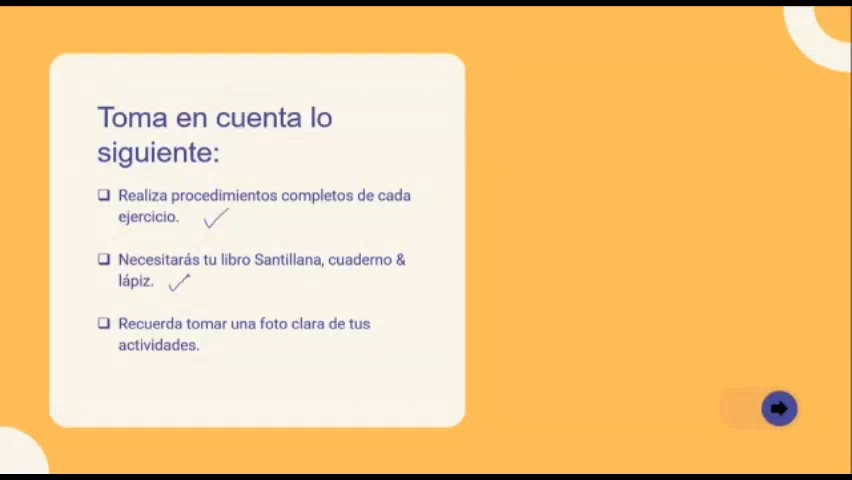 Toma en cuenta lo
siguiente:
❑ Realiza procedimientos completos de cada
ejercicio.
❑ Necesitarás tu libro Santillana, cuaderno &
lápiz.
❑ Recuerda tomar una foto clara de tus
actividades.